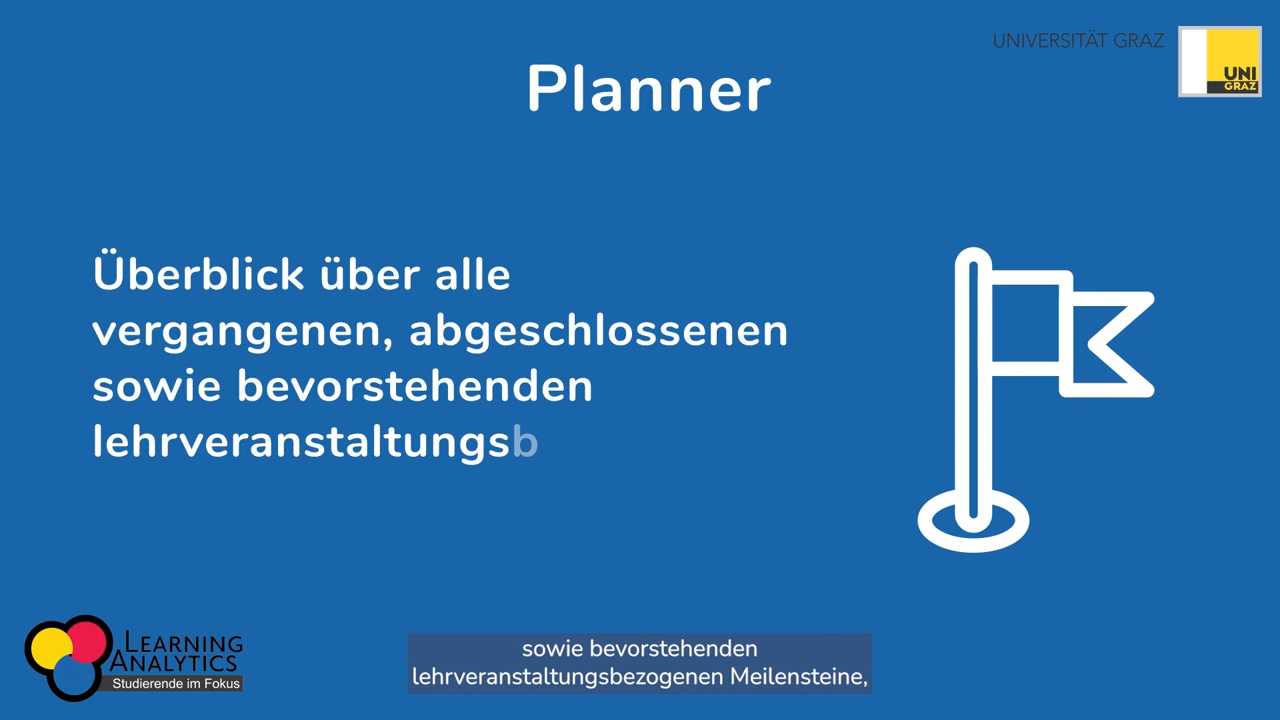 UNIVERSITÄT GRAZ
UNI
GRAZ
Planner
Überblick über alle
vergangenen, abgeschlossenen
sowie bevorstehenden
lehrveranstaltungsb
LEARNING
ANALYTICS
Studierende im Fokus
sowie bevorstehenden
lehrveranstaltungsbezogenen Meilensteine,